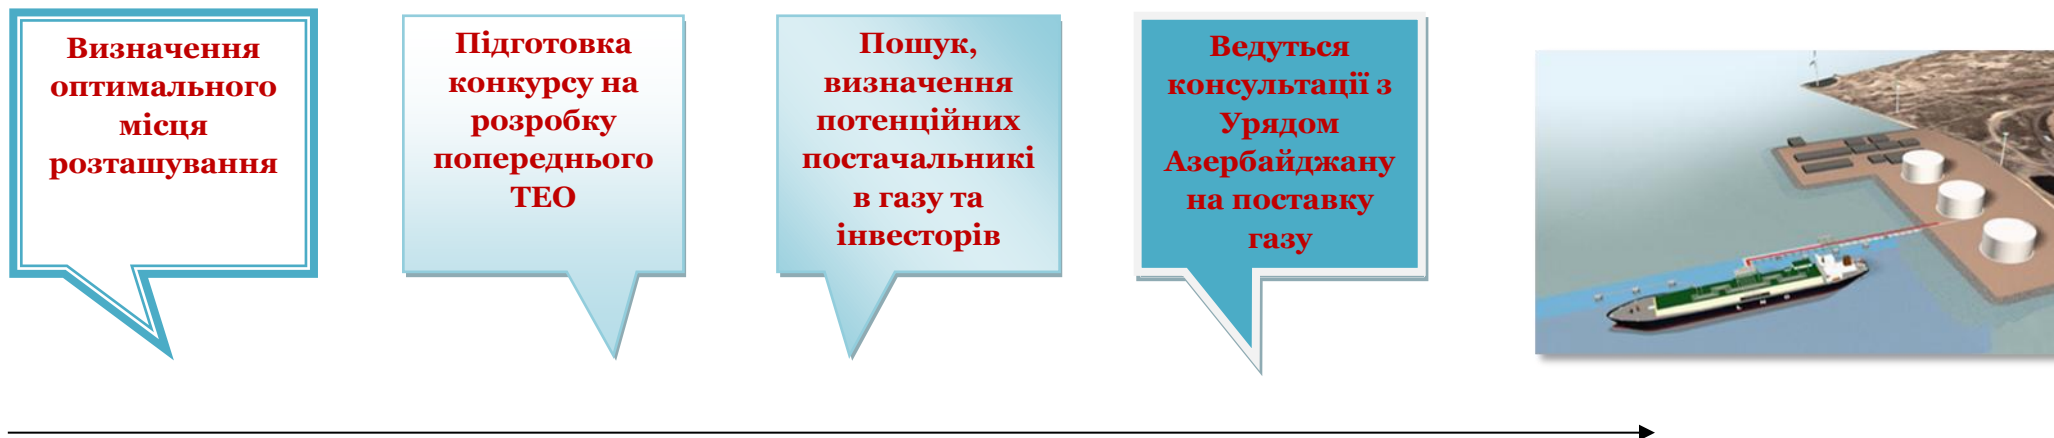 Визначення
оптимального
місця
розташування
Підготовка
конкурсу на
розробку
попереднього
ТЕО
Пошук,
визначення
потенційних
постачальникі
в газу та
інвесторів
Ведуться
консультації з
Урядом
Азербайджану
на поставку
газу